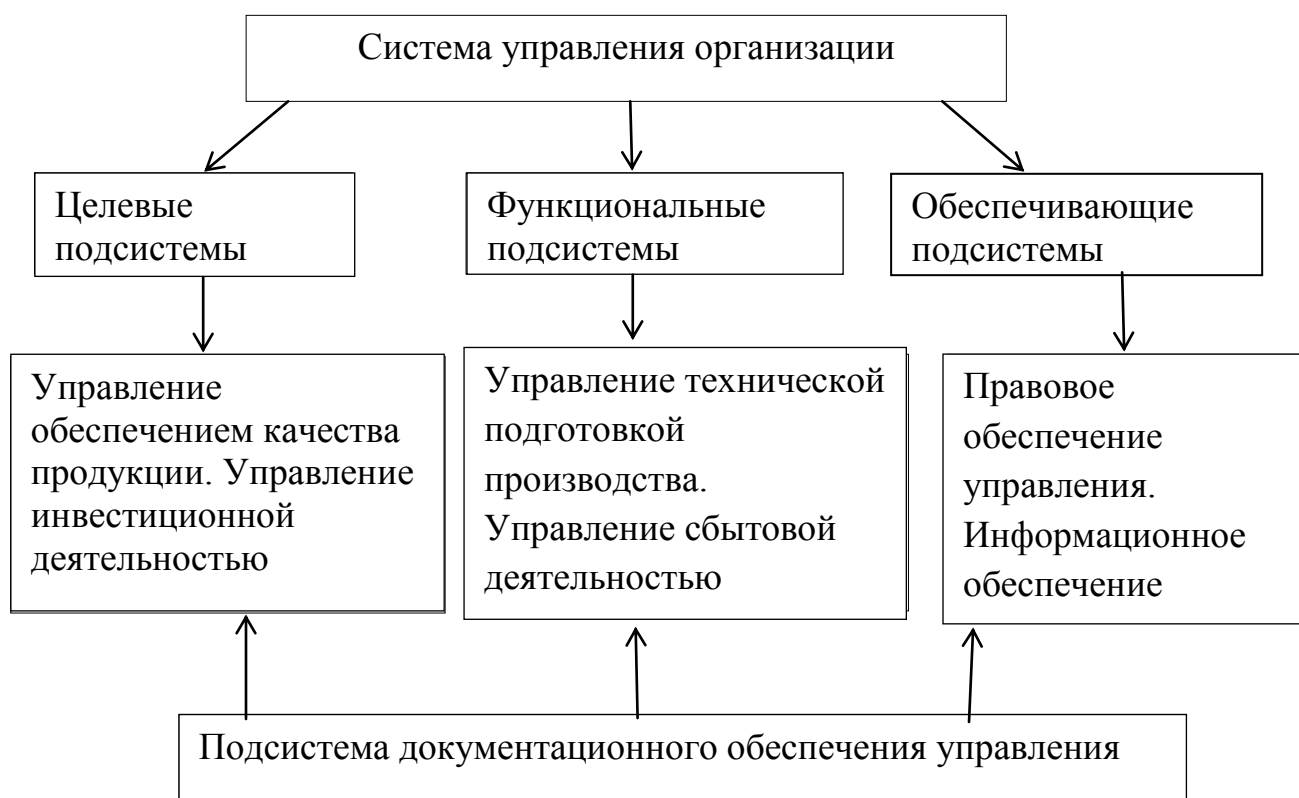 Система управления организации
Целевые
подсистемы
Функциональные
подсистемы
Обеспечивающие
подсистемы
Управление
обеспечением качества
продукции. Управление
инвестиционной
деятельностью
Управление технической
подготовкой
производства.
Управление сбытовой
деятельностью
Правовое
обеспечение
управления.
Информационное
обеспечение
Подсистема документационного обеспечения управления